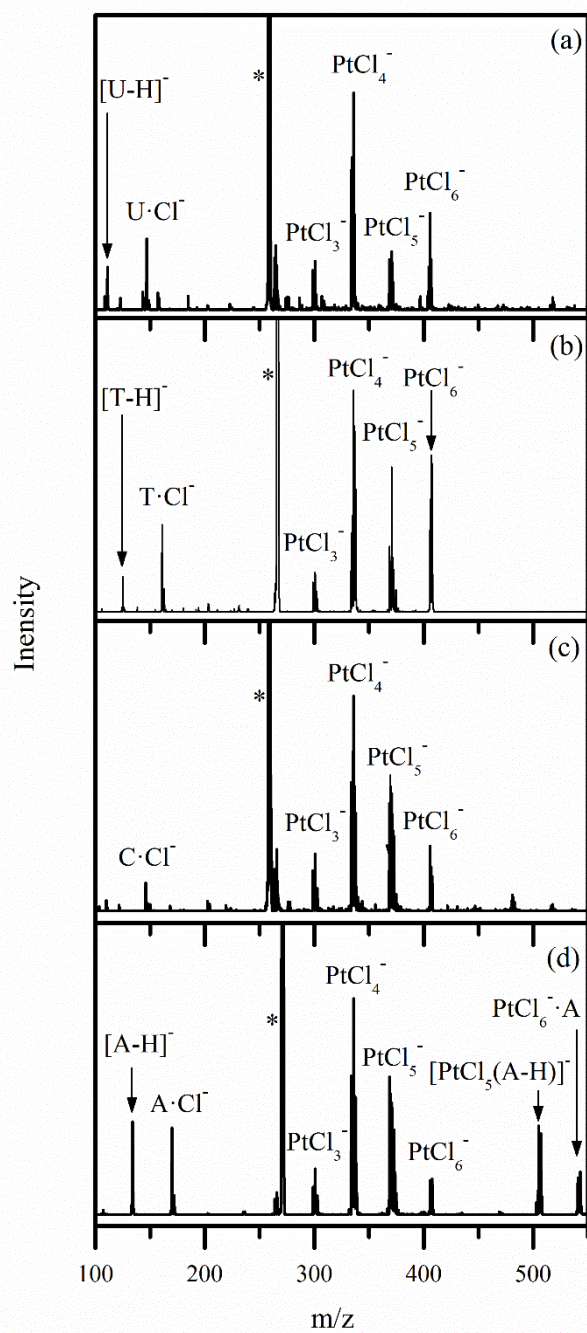 (a)
PtCl₄⁻
[U-H]⁻
*
PtCl₆⁻
U·Cl⁻
PtCl₃⁻
PtCl₅⁻
(b)
PtCl₄⁻
PtCl₆⁻
*
[T-H]⁻
PtCl₅⁻
T·Cl⁻
PtCl₃⁻
Inensity
(c)
PtCl₄⁻
*
PtCl₅⁻
PtCl₃⁻
PtCl₆⁻
C·Cl⁻
(d)
PtCl₄⁻
PtCl₆⁻·A
*
[A-H]⁻
PtCl₅⁻
[PtCl₅(A-H)]⁻
A·Cl⁻
PtCl₃⁻
PtCl₆⁻
100 200 300 400 500
m/z